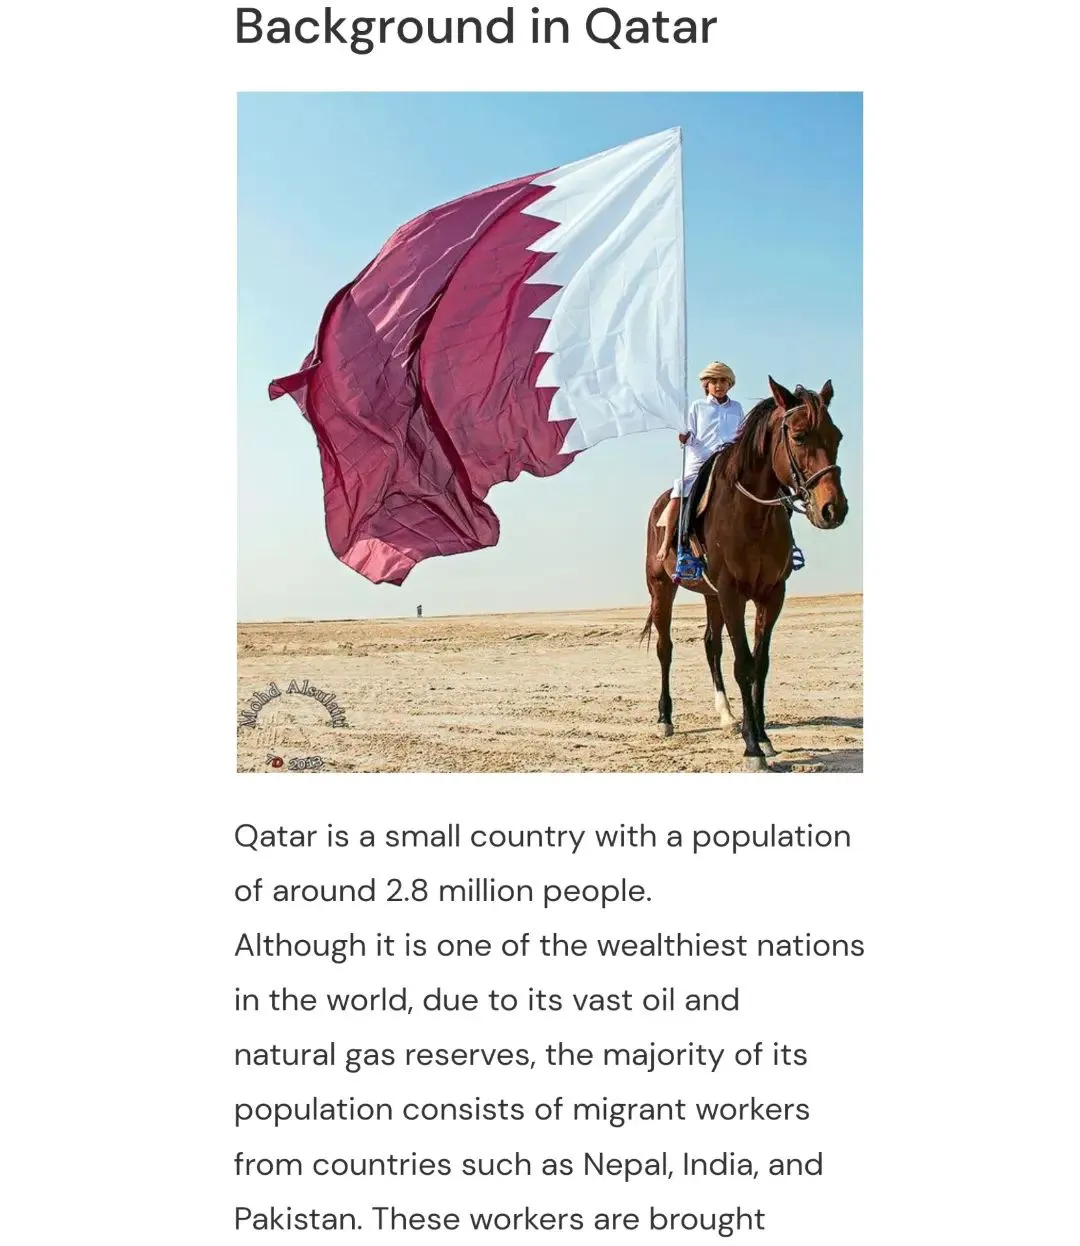 Background in Qatar
Mohd Alsulaiti
2013
Qatar is a small country with a population
of around 2.8 million people.
Although it is one of the wealthiest nations
in the world, due to its vast oil and
natural gas reserves, the majority of its
population consists of migrant workers
from countries such as Nepal, India, and
Pakistan. These workers are brought